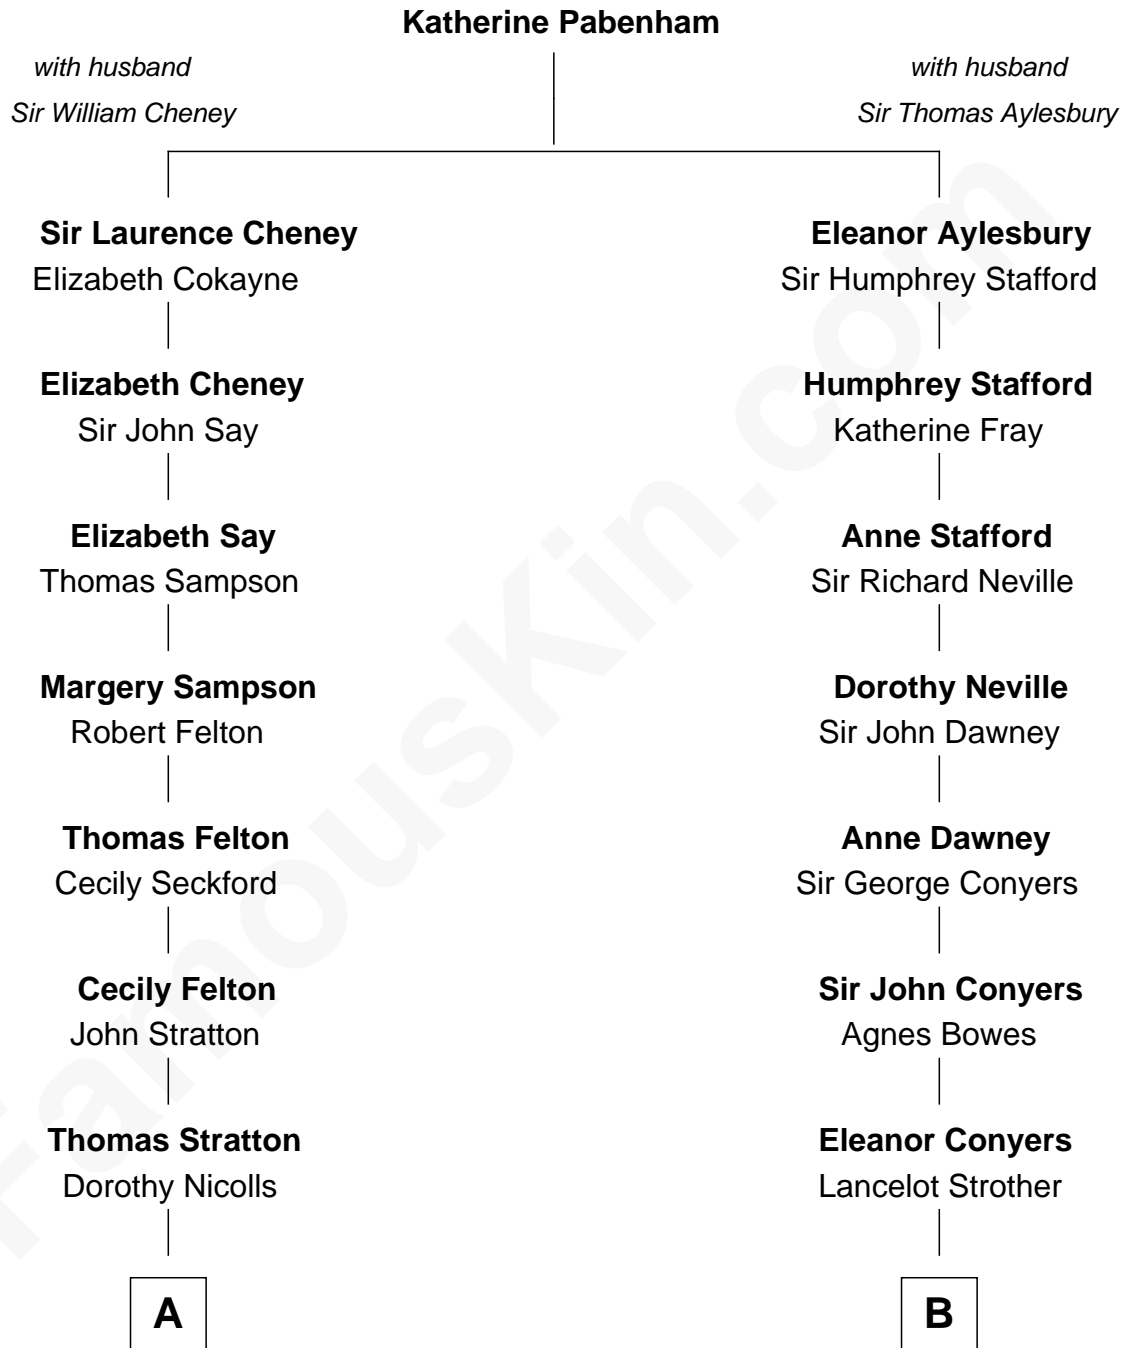 Katherine Pabenham
with husband
Sir William Cheney
with husband
Sir Thomas Aylesbury
Sir Laurence Cheney
Elizabeth Cokayne
Eleanor Aylesbury
Sir Humphrey Stafford
Elizabeth Cheney
Sir John Say
Humphrey Stafford
Katherine Fray
Elizabeth Say
Thomas Sampson
Anne Stafford
Sir Richard Neville
Margery Sampson
Robert Felton
Dorothy Neville
Sir John Dawney
Thomas Felton
Cecily Seckford
Anne Dawney
Sir George Conyers
Cecily Felton
John Stratton
Sir John Conyers
Agnes Bowes
Thomas Stratton
Dorothy Nicolls
Eleanor Conyers
Lancelot Strother
A
B
FamousKin.com